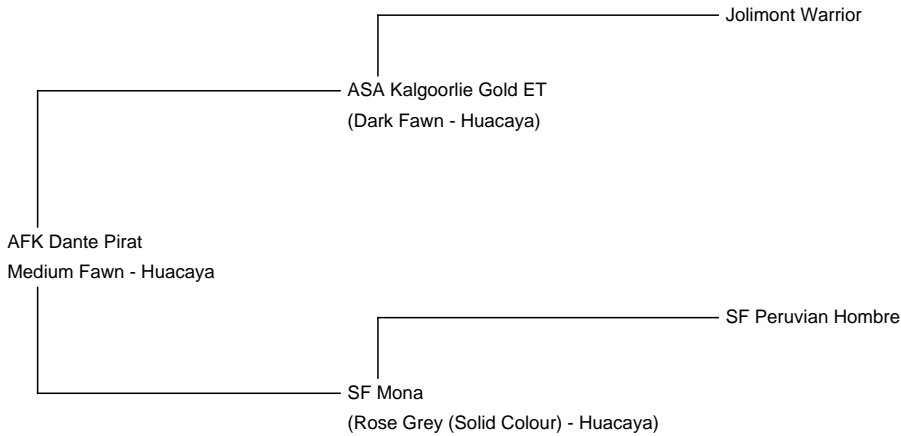 Jolimont Warrior
ASA Kalgoorlie Gold ET
(Dark Fawn - Huacaya)
AFK Dante Pirat
Medium Fawn - Huacaya
SF Peruvian Hombre
SF Mona
(Rose Grey (Solid Colour) - Huacaya)